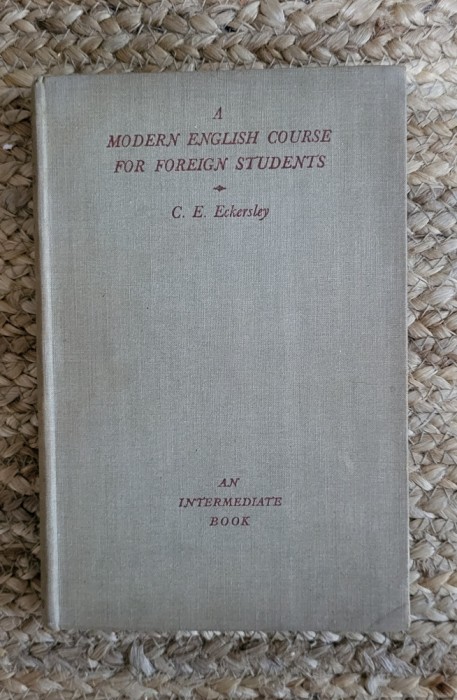 A
MODERN ENGLISH COURSE
FOR FOREIGN STUDENTS
C. E. Eckersley
AN
INTERMEDIATE
BOOK